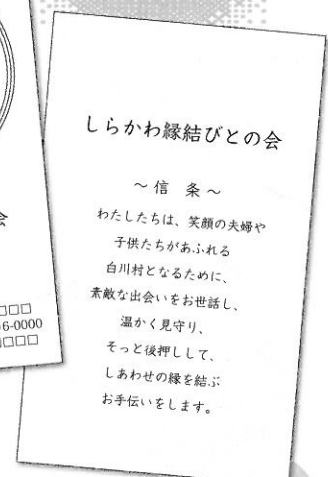 しらかわ縁結びとの会
～信 条～
わたしたちは、笑顔の夫婦や
子供たちがあふれる
白川村となるために、
素敵な出会いをお世話し、
温かく見守り、
そっと後押しして、
しあわせの縁を結ぶ
お手伝いをします。
会
□□
6-0000
□□□